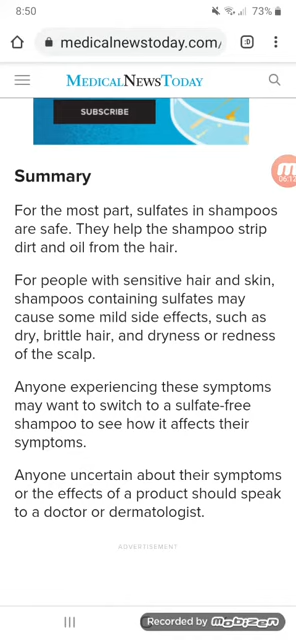 8:50
73%
medicalnewstoday.com/
:D
MEDICALNEWSTODAY
SUBSCRIBE
Summary
For the most part, sulfates in shampoos
are safe. They help the shampoo strip
dirt and oil from the hair.
For people with sensitive hair and skin,
shampoos containing sulfates may
cause some mild side effects, such as
dry, brittle hair, and dryness or redness
of the scalp.
Anyone experiencing these symptoms
may want to switch to a sulfate-free
shampoo to see how it affects their
symptoms.
Anyone uncertain about their symptoms
or the effects of a product should speak
to a doctor or dermatologist.
ADVERTISEMENT
Recorded by mobizen